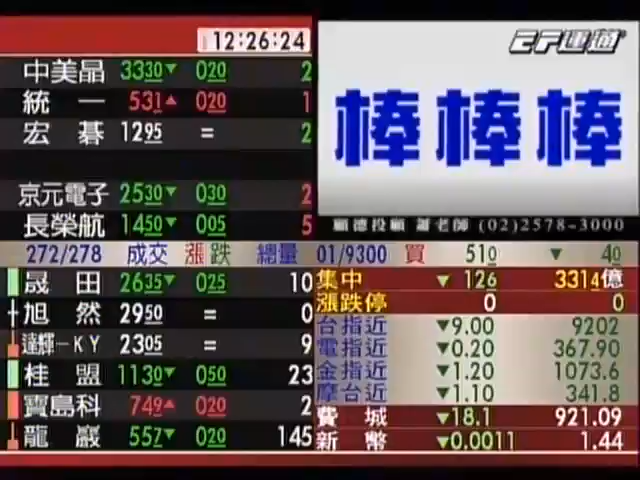 12:26:24
中美晶 3330▼ 020 2
統一 531▲ 020 1
宏碁 1295 = 2
京元電子 2530▼ 030 2
長榮航 1450▼ 005 5
運通
棒棒棒
顧德投顧 蕭老師 (02)2578-3000
272/278 成交 漲跌 總量
晟田 2635▼ 025 10
旭然 2950 = 0
達輝-KY 2305 = 9
桂盟 1130▼ 050 23
寶島科 749▲ 020 2
龍巖 557▼ 020 145
01/9300 買 510 ▼ 40
集中 ▼ 126 3314億
漲跌停 0 0
台指近 ▼9.00 9202
電指近 ▼0.20 367.90
金指近 ▼1.20 1073.6
摩台近 ▼1.10 341.8
費城 ▼18.1 921.09
新幣 ▼0.0011 1.44